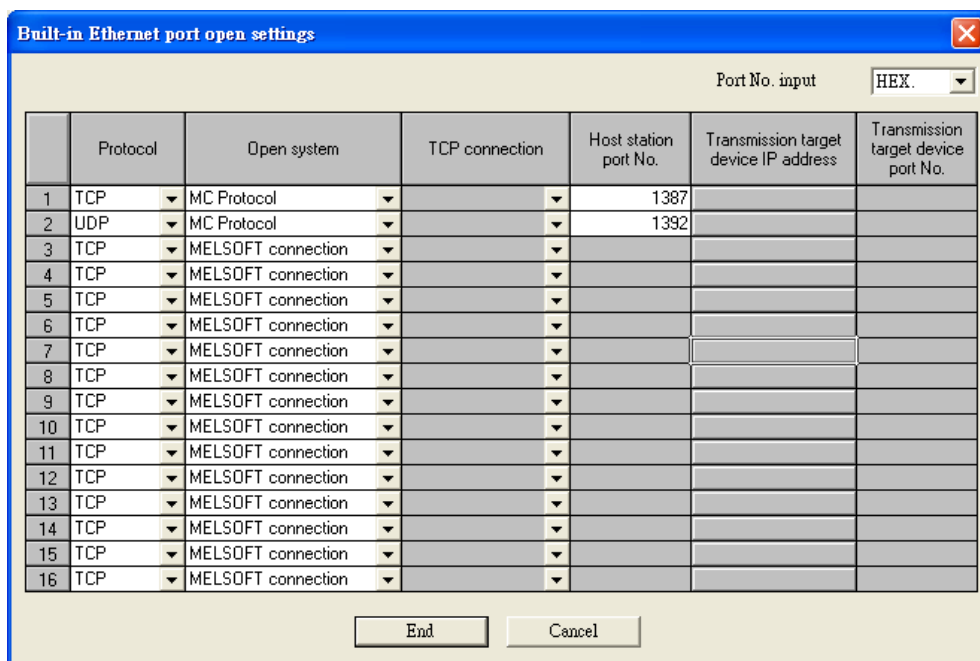 Built-in Ethernet port open settings
Port No. input HEX.
Protocol Open system TCP connection Host station port No. Transmission target device IP address Transmission target device port No.
1 TCP MC Protocol 1387
2 UDP MC Protocol 1392
3 TCP MELSOFT connection
4 TCP MELSOFT connection
5 TCP MELSOFT connection
6 TCP MELSOFT connection
7 TCP MELSOFT connection
8 TCP MELSOFT connection
9 TCP MELSOFT connection
10 TCP MELSOFT connection
11 TCP MELSOFT connection
12 TCP MELSOFT connection
13 TCP MELSOFT connection
14 TCP MELSOFT connection
15 TCP MELSOFT connection
16 TCP MELSOFT connection
End Cancel